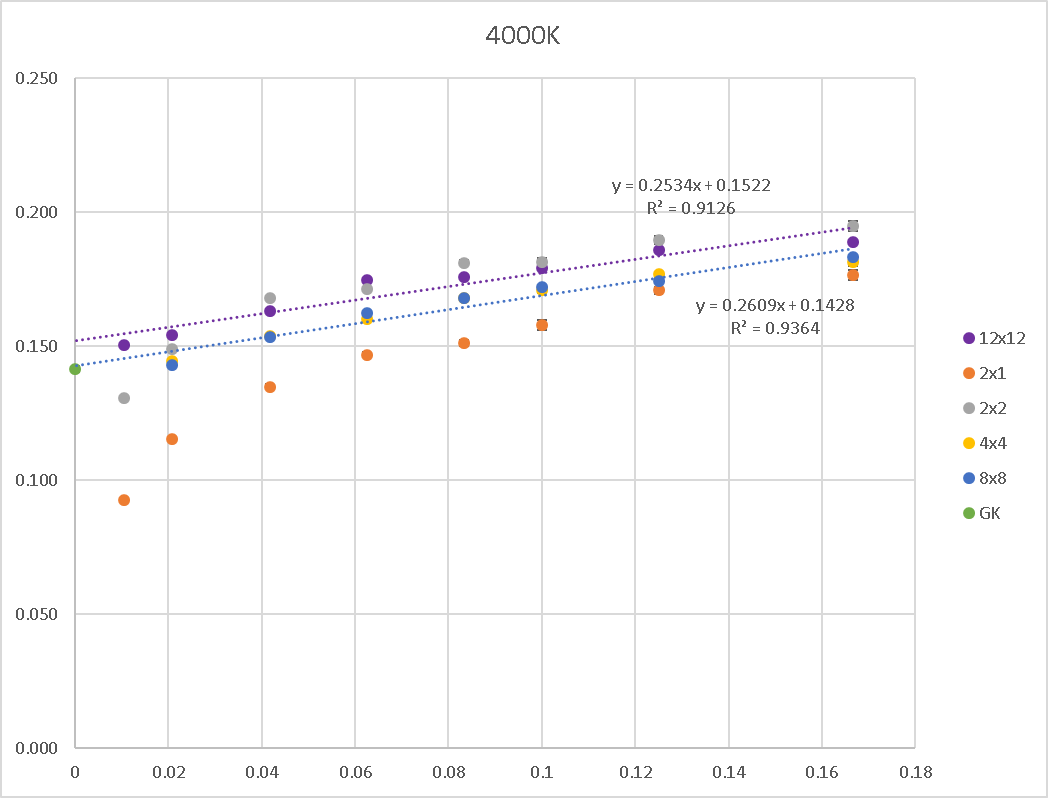 4000K
0.250
0.200
0.150
0.100
0.050
0.000
0 0.02 0.04 0.06 0.08 0.1 0.12 0.14 0.16 0.18
y = 0.2534x + 0.1522
R² = 0.9126
y = 0.2609x + 0.1428
R² = 0.9364
12x12
2x1
2x2
4x4
8x8
GK